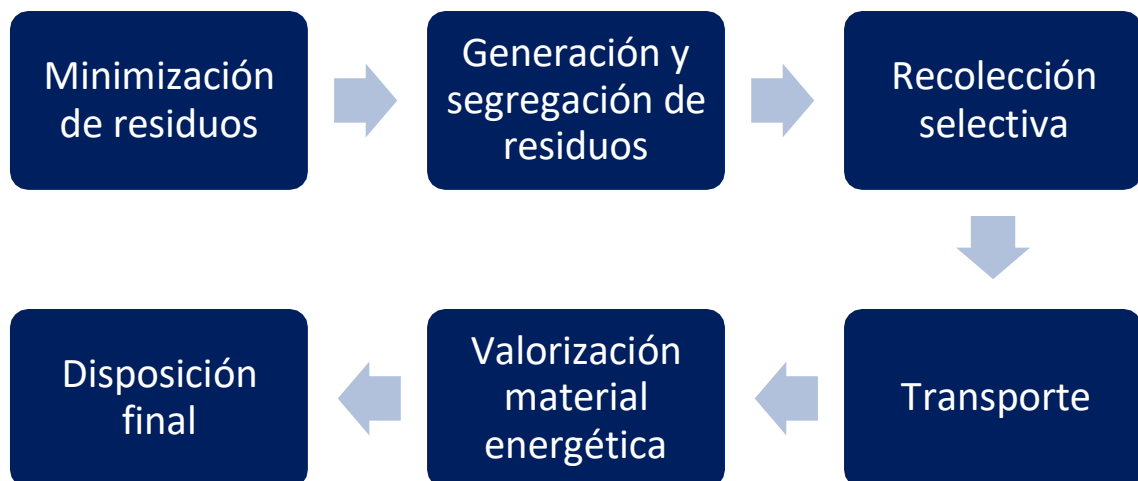 Minimización
de residuos
Generación y
segregación de
residuos
Recolección
selectiva
Transporte
Valorización
material
energética
Disposición
final